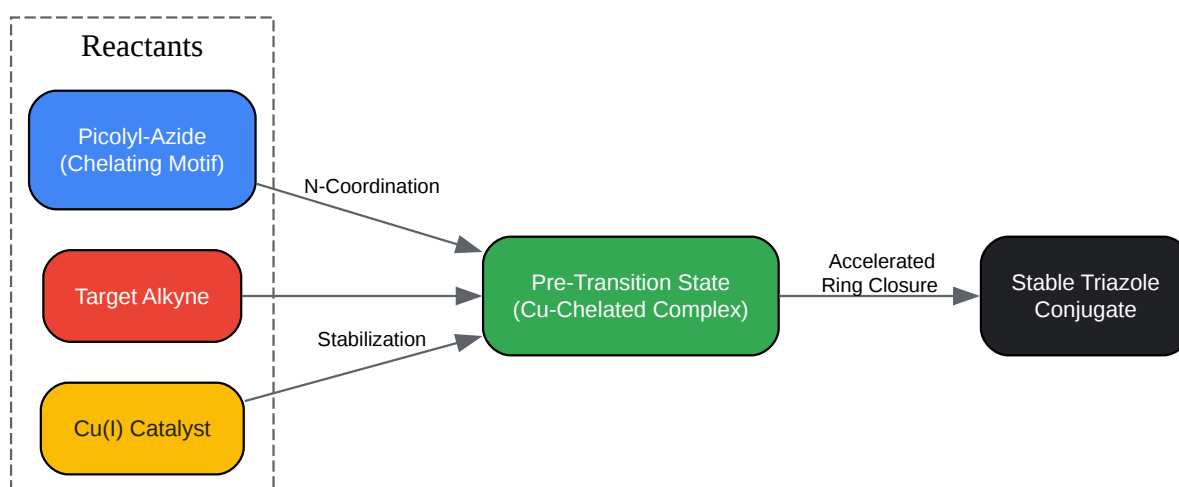 Reactants
Picolyl-Azide
(Chelating Motif)
N-Coordination
Target Alkyne
Stabilization
Cu(I) Catalyst
Pre-Transition State
(Cu-Chelated Complex)
Accelerated
Ring Closure
Stable Triazole
Conjugate